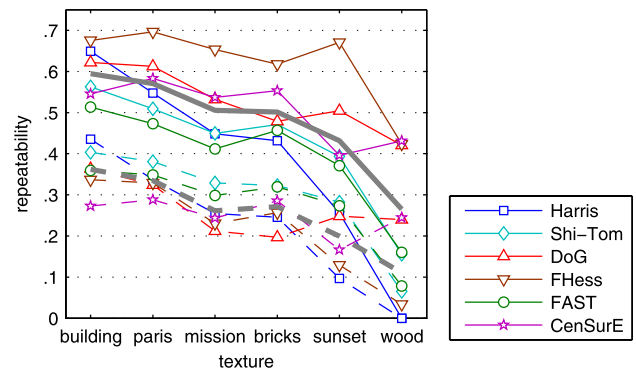 .7
.6
.5
.4
.3
.2
.1
0
repeatability
building paris mission bricks sunset wood
texture
Harris
Shi-Tom
DoG
FHess
FAST
CenSurE